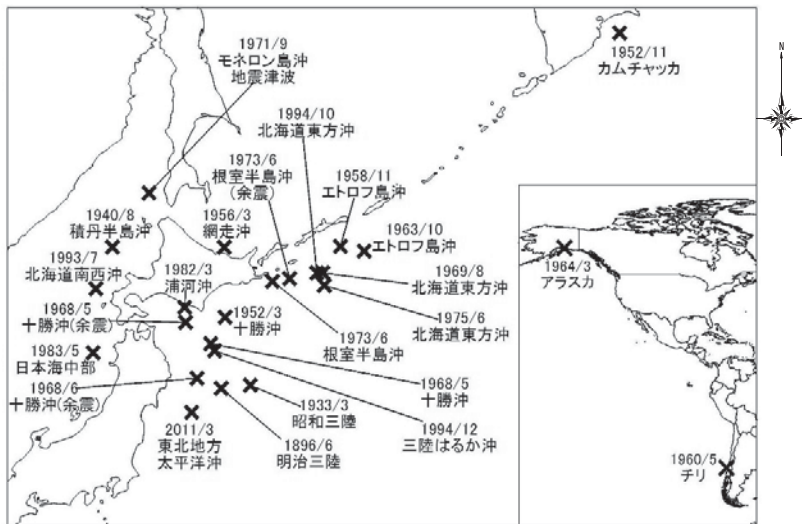 1971/9
モネロン島沖
地震津波
1952/11
カムチャッカ
N
1994/10
北海道東方沖
1973/6
根室半島沖
(余震)
1958/11
エトロフ島沖
1940/8
積丹半島沖
1956/3
網走沖
1963/10
エトロフ島沖
1993/7
北海道南西沖
1982/3
浦河沖
1969/8
北海道東方沖
1964/3
アラスカ
1968/5
十勝沖(余震)
1952/3
十勝沖
1973/6
根室半島沖
1975/6
北海道東方沖
1983/5
日本海中部
1968/5
十勝沖
1968/6
十勝沖(余震)
1933/3
昭和三陸
1994/12
三陸はるか沖
2011/3
東北地方
太平洋沖
1896/6
明治三陸
1960/5
チリ